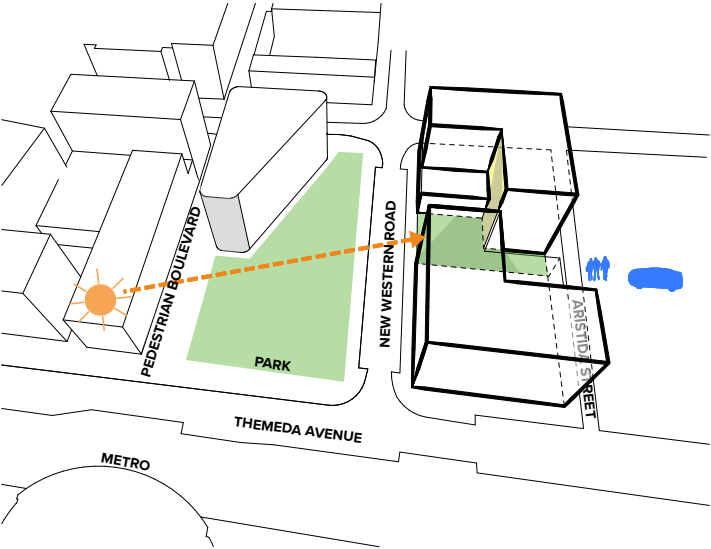 PEDESTRIAN BOULEVARD
NEW WESTERN ROAD
ARISTIDA STREET
PARK
THEMEDA AVENUE
METRO